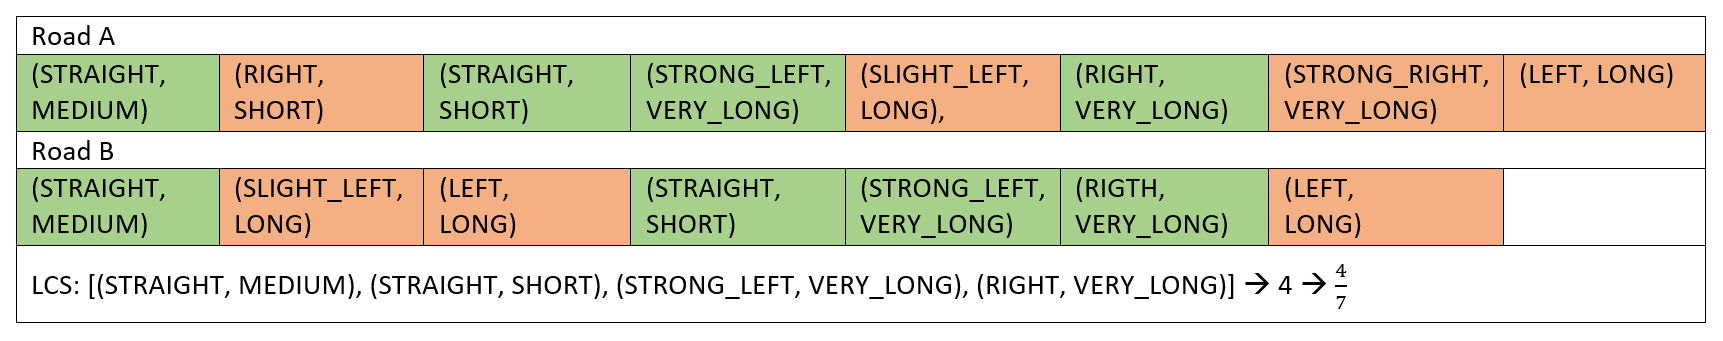 Road A
(STRAIGHT, (RIGHT, (STRAIGHT, (STRONG_LEFT, (SLIGHT_LEFT, (RIGHT, (STRONG_RIGHT, (LEFT, LONG)
MEDIUM) SHORT) SHORT) VERY_LONG) LONG), VERY_LONG) VERY_LONG)
Road B
(STRAIGHT, (SLIGHT_LEFT, (LEFT, (STRAIGHT, (STRONG_LEFT, (RIGTH, (LEFT,
MEDIUM) LONG) LONG) SHORT) VERY_LONG) VERY_LONG) LONG)
LCS: [(STRAIGHT, MEDIUM), (STRAIGHT, SHORT), (STRONG_LEFT, VERY_LONG), (RIGHT, VERY_LONG)] → 4 → 4/7